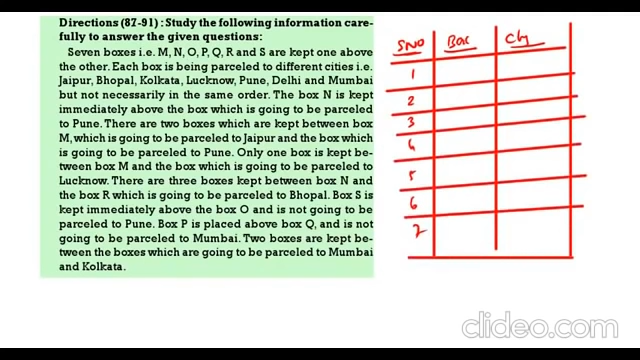 Directions (87-91) : Study the following information care-
fully to answer the given questions:
Seven boxes i.e. M, N, O, P, Q, R and S are kept one above
the other. Each box is being parceled to different cities i.e.
Jaipur, Bhopal, Kolkata, Lucknow, Pune, Delhi and Mumbai
but not necessarily in the same order. The box N is kept
immediately above the box which is going to be parceled
to Pune. There are two boxes which are kept between box
M, which is going to be parceled to Jaipur and the box which
is going to be parceled to Pune. Only one box is kept be-
tween box M and the box which is going to be parceled to
Lucknow. There are three boxes kept between box N and
the box R which is going to be parceled to Bhopal. Box S is
kept immediately above the box O and is not going to be
parceled to Pune. Box P is placed above box Q, and is not
going to be parceled to Mumbai. Two boxes are kept be-
tween the boxes which are going to be parceled to Mumbai
and Kolkata.
SNO Box City
1
2
3
4
5
6
7
clideo.com